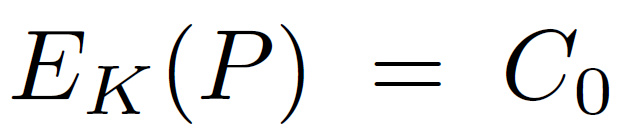 E_K(P) = C_0